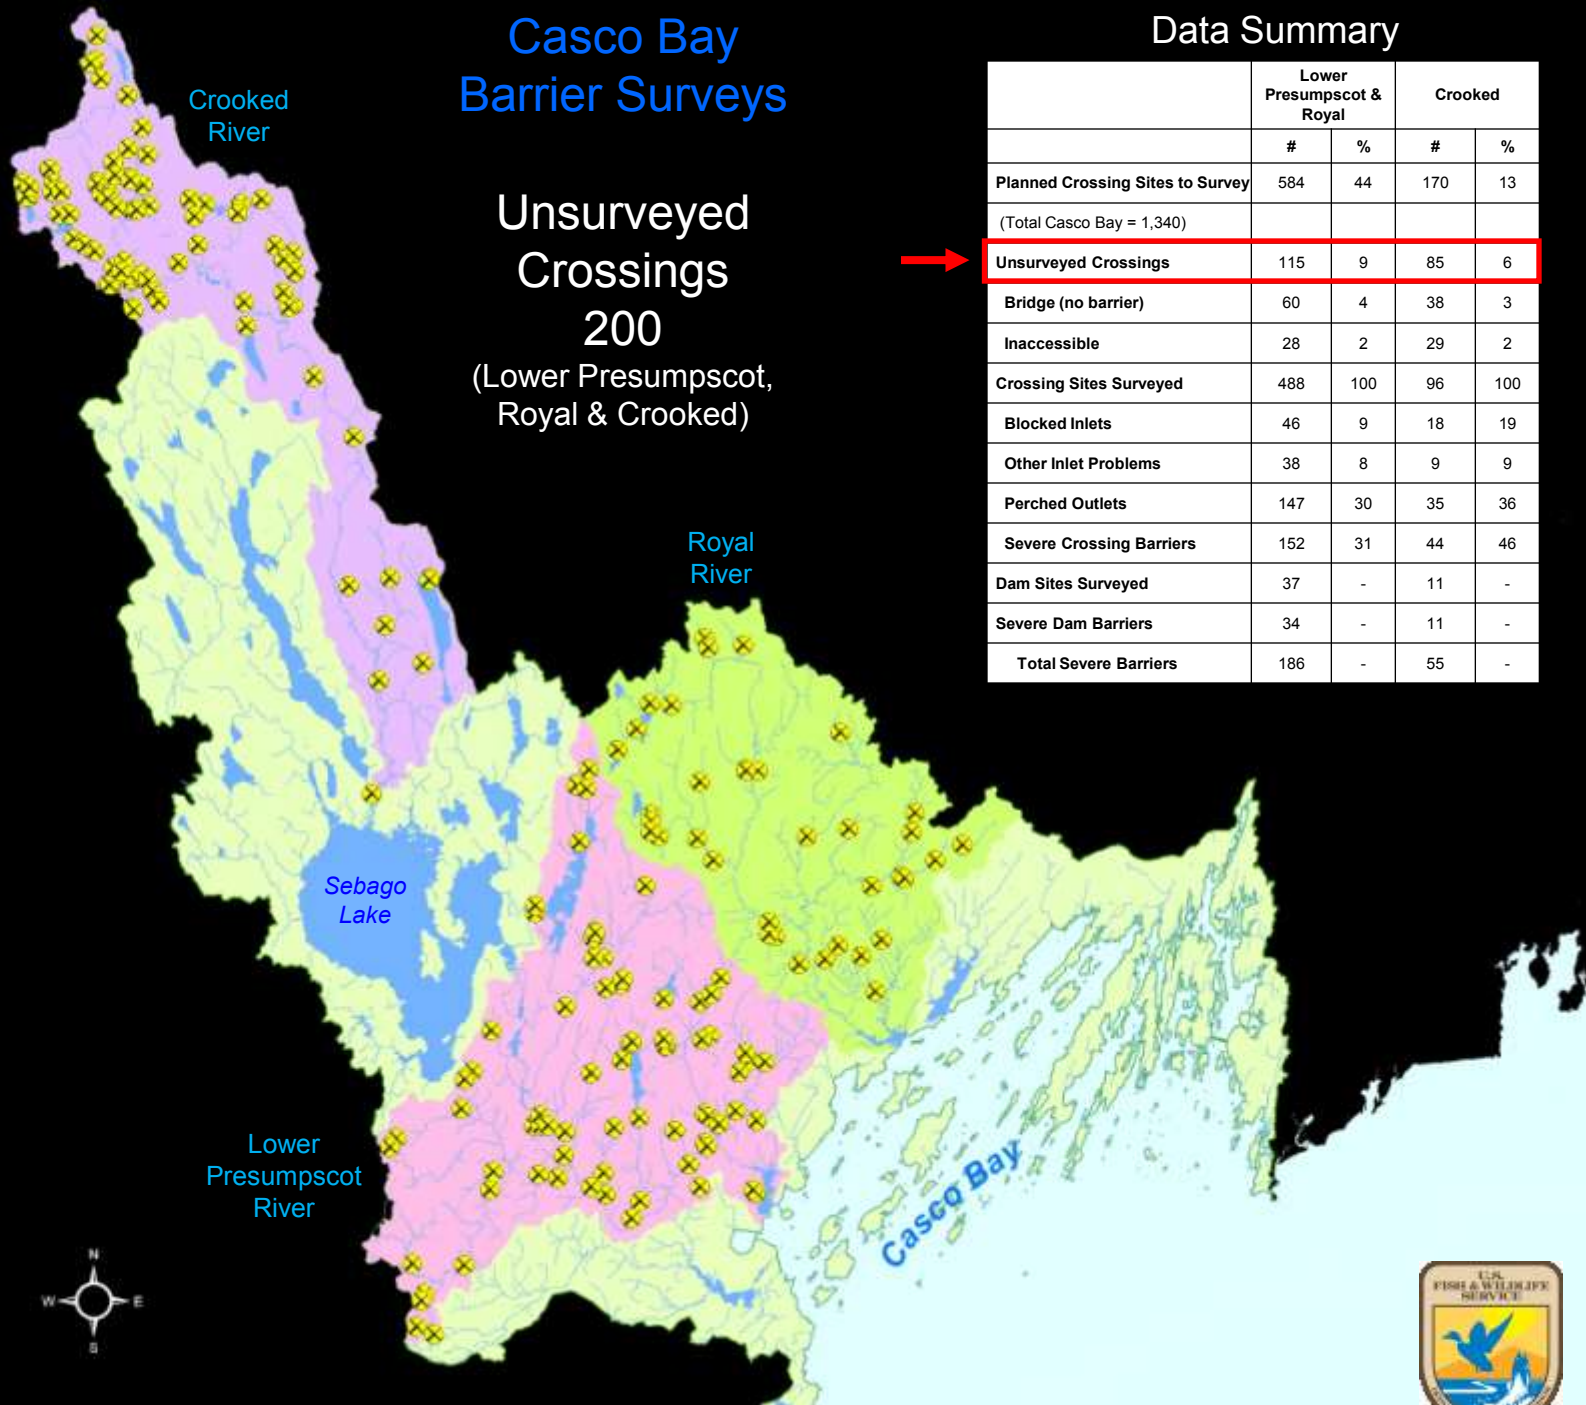 Casco Bay
Barrier Surveys
Unsurveyed
Crossings
200
(Lower Presumpscot,
Royal & Crooked)
Crooked
River
Royal
River
Sebago
Lake
Lower
Presumpscot
River
Casco Bay
N
W E
S
Data Summary
Lower
Presumpscot & Crooked
Royal
# % # %
Planned Crossing Sites to Survey 584 44 170 13
(Total Casco Bay = 1,340)
Unsurveyed Crossings 115 9 85 6
Bridge (no barrier) 60 4 38 3
Inaccessible 28 2 29 2
Crossing Sites Surveyed 488 100 96 100
Blocked Inlets 46 9 18 19
Other Inlet Problems 38 8 9 9
Perched Outlets 147 30 35 36
Severe Crossing Barriers 152 31 44 46
Dam Sites Surveyed 37 - 11 -
Severe Dam Barriers 34 - 11 -
Total Severe Barriers 186 - 55 -
U.S.
FISH & WILDLIFE
SERVICE